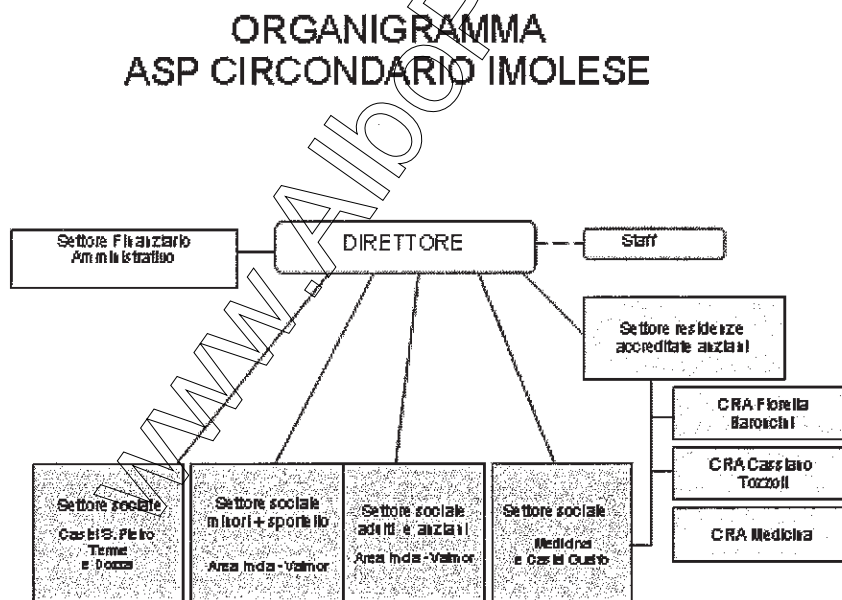 ORGANIGRAMMA
ASP CIRCONDARIO IMOLESE
Settore Finanziario
Amministrativo
DIRETTORE
Staff
Settore residenze
accreditate anziani
CRA Fiorella
Baroncini
CRA Cassiano
Tozzoli
CRA Medicina
Settore sociale
Castel S. Pietro
Terme
e Dozza
Settore sociale
minori + sportello
Area Imola - Valmor
Settore sociale
adulti e anziani
Area Imola - Valmor
Settore sociale
Medicina
e Castel Guelfo
www.Albo